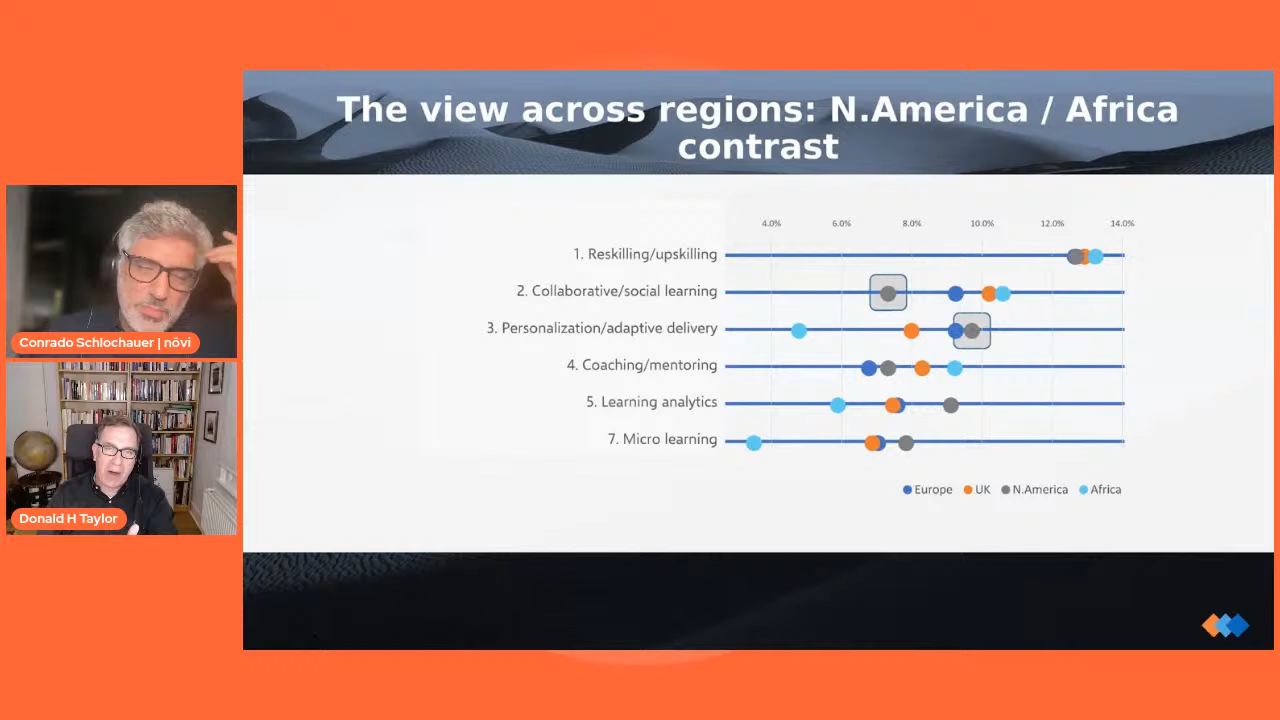 The view across regions: N.America / Africa
contrast
4.0% 6.0% 8.0% 10.0% 12.0% 14.0%
1. Reskilling/upskilling
2. Collaborative/social learning
3. Personalization/adaptive delivery
4. Coaching/mentoring
5. Learning analytics
7. Micro learning
Europe UK N.America Africa
Conrado Schlochauer | nōvi
Donald H Taylor